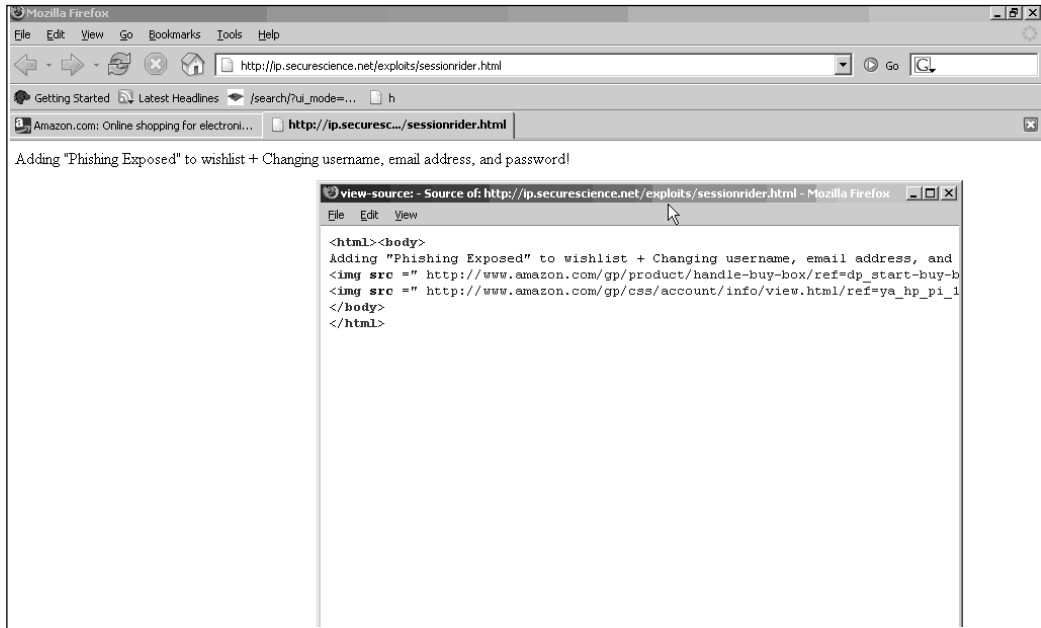 Mozilla Firefox
File Edit View Go Bookmarks Tools Help
http://ip.securescience.net/exploits/sessionrider.html Go G
Getting Started Latest Headlines /search/?ui_mode=... h
Amazon.com: Online shopping for electroni... http://ip.securesc.../sessionrider.html
Adding "Phishing Exposed" to wishlist + Changing username, email address, and password!
view-source: - Source of: http://ip.securescience.net/exploits/sessionrider.html - Mozilla Firefox
File Edit View
<html><body>
Adding "Phishing Exposed" to wishlist + Changing username, email address, and
<img src =" http://www.amazon.com/gp/product/handle-buy-box/ref=dp_start-buy-b
<img src =" http://www.amazon.com/gp/css/account/info/view.html/ref=ya_hp_pi_1
</body>
</html>